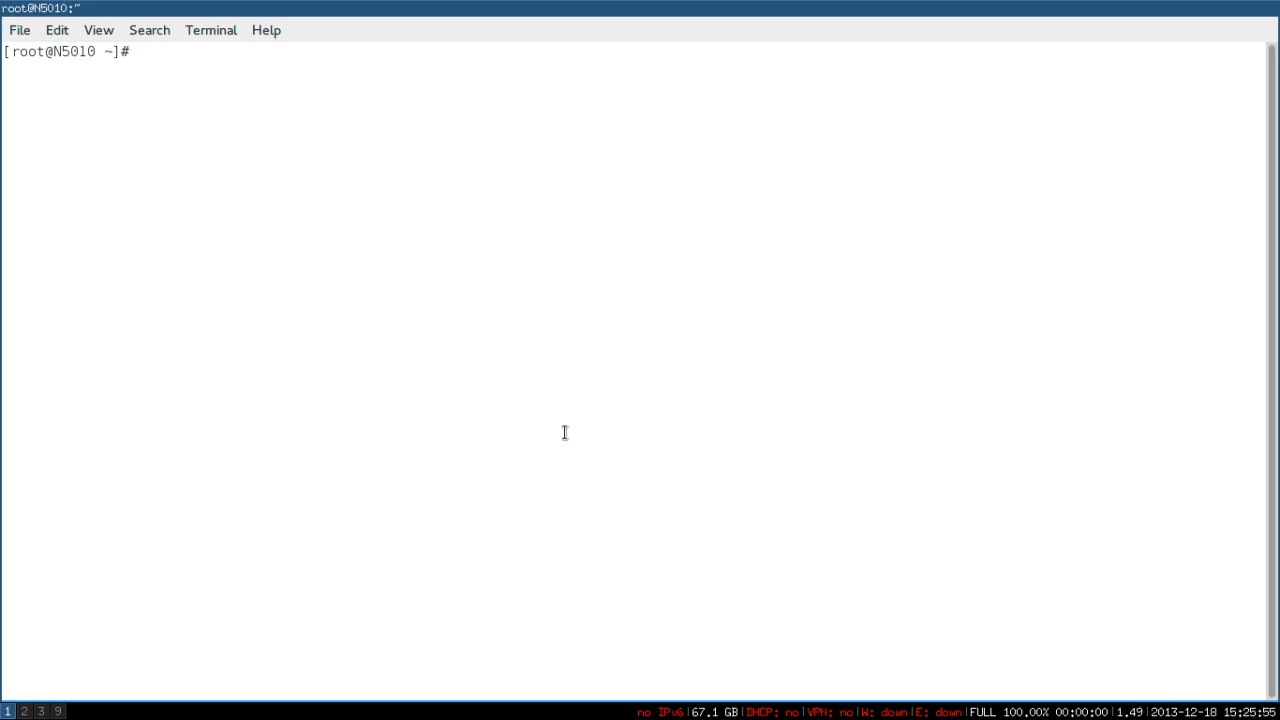 root@N5010:~
File Edit View Search Terminal Help
[root@N5010 ~]#
1 2 3 9 no IPv6|67.1 GB|DHCP: no|VPN: no|W: down|E: down|FULL 100.00% 00:00:00|1.49|2013-12-18 15:25:55